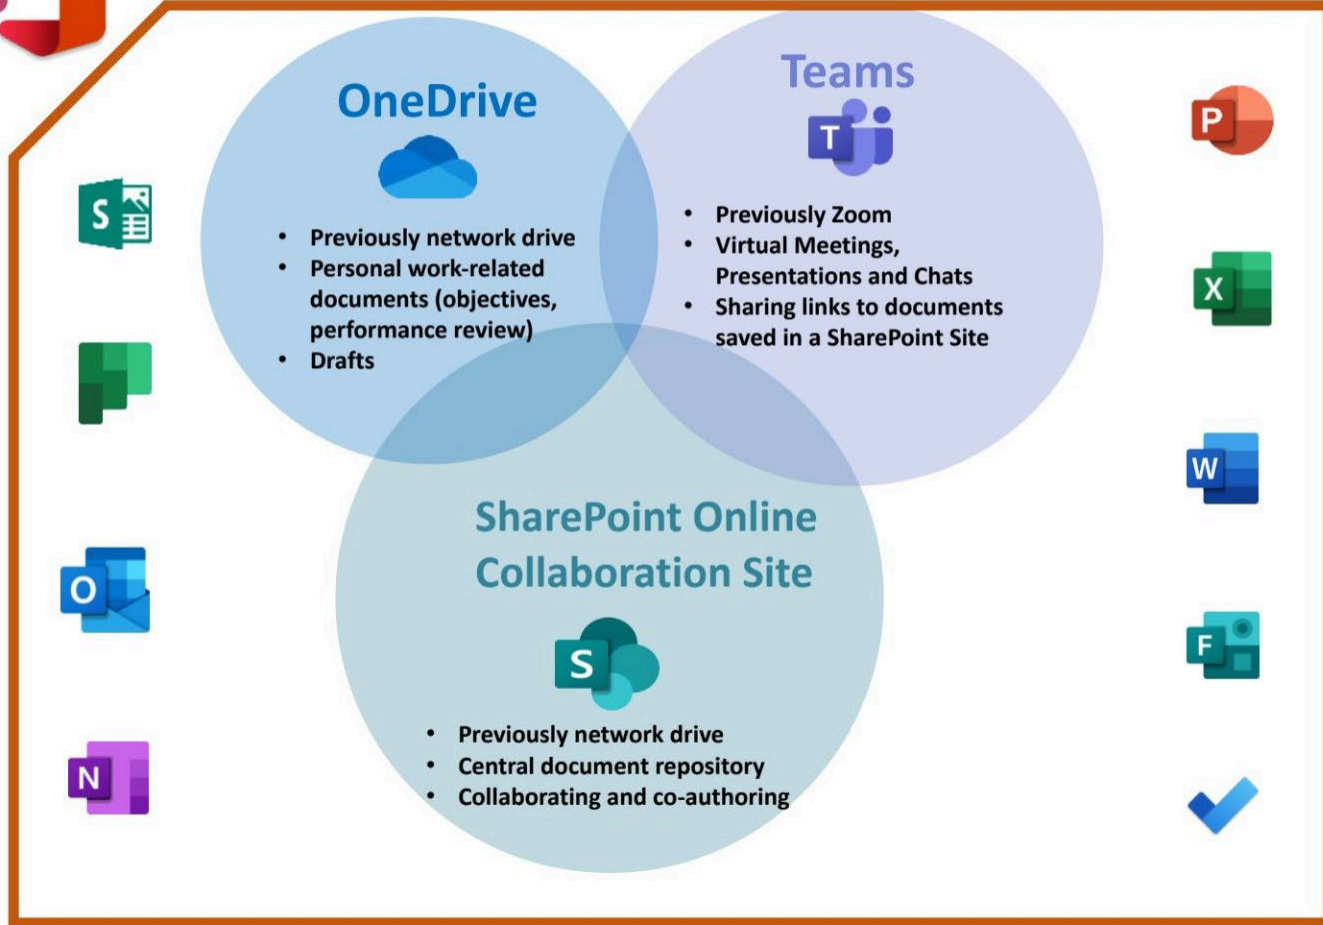 OneDrive
• Previously network drive
• Personal work-related
documents (objectives,
performance review)
• Drafts
Teams
T
• Previously Zoom
• Virtual Meetings,
Presentations and Chats
• Sharing links to documents
saved in a SharePoint Site
SharePoint Online
Collaboration Site
S
• Previously network drive
• Central document repository
• Collaborating and co-authoring
S
O
N
P
X
W
F